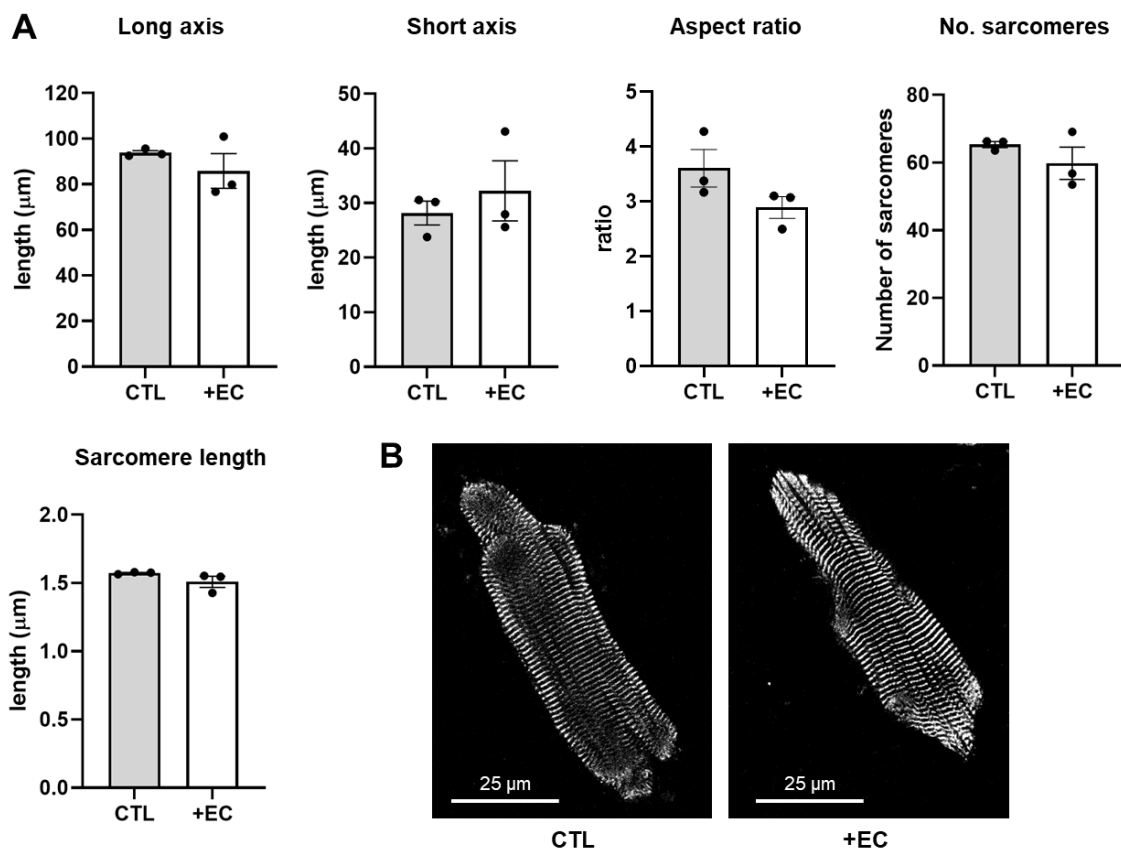 A
Long axis
Short axis
Aspect ratio
No. sarcomeres
length (µm)
120
100
80
60
40
20
0
CTL
+EC
length (µm)
50
40
30
20
10
0
CTL
+EC
ratio
5
4
3
2
1
0
CTL
+EC
Number of sarcomeres
80
60
40
20
0
CTL
+EC
Sarcomere length
length (µm)
2.0
1.5
1.0
0.5
0.0
CTL
+EC
B
25 µm
CTL
25 µm
+EC